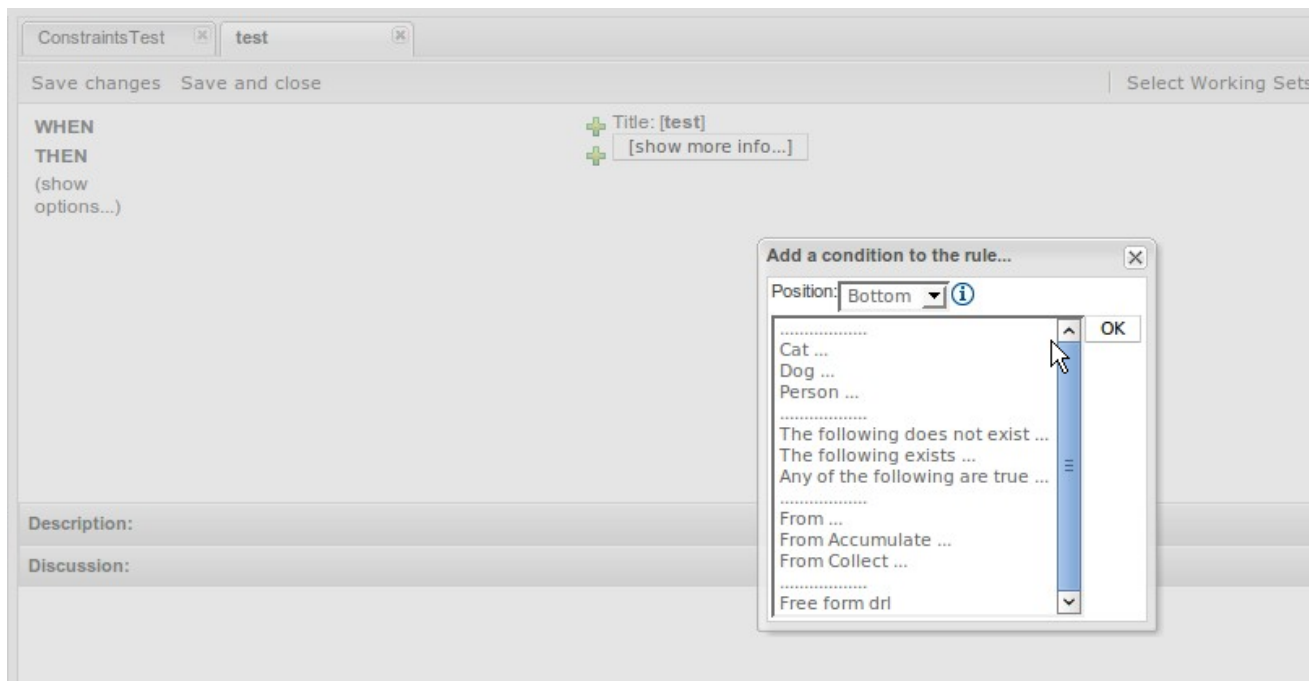 ConstraintsTest test
Save changes Save and close Select Working Sets
WHEN Title: [test]
THEN [show more info...]
(show
options...)
Add a condition to the rule...
Position: Bottom
OK
..................
Cat ...
Dog ...
Person ...
..................
The following does not exist ...
The following exists ...
Any of the following are true ...
..................
From ...
From Accumulate ...
From Collect ...
..................
Free form drl
Description:
Discussion: